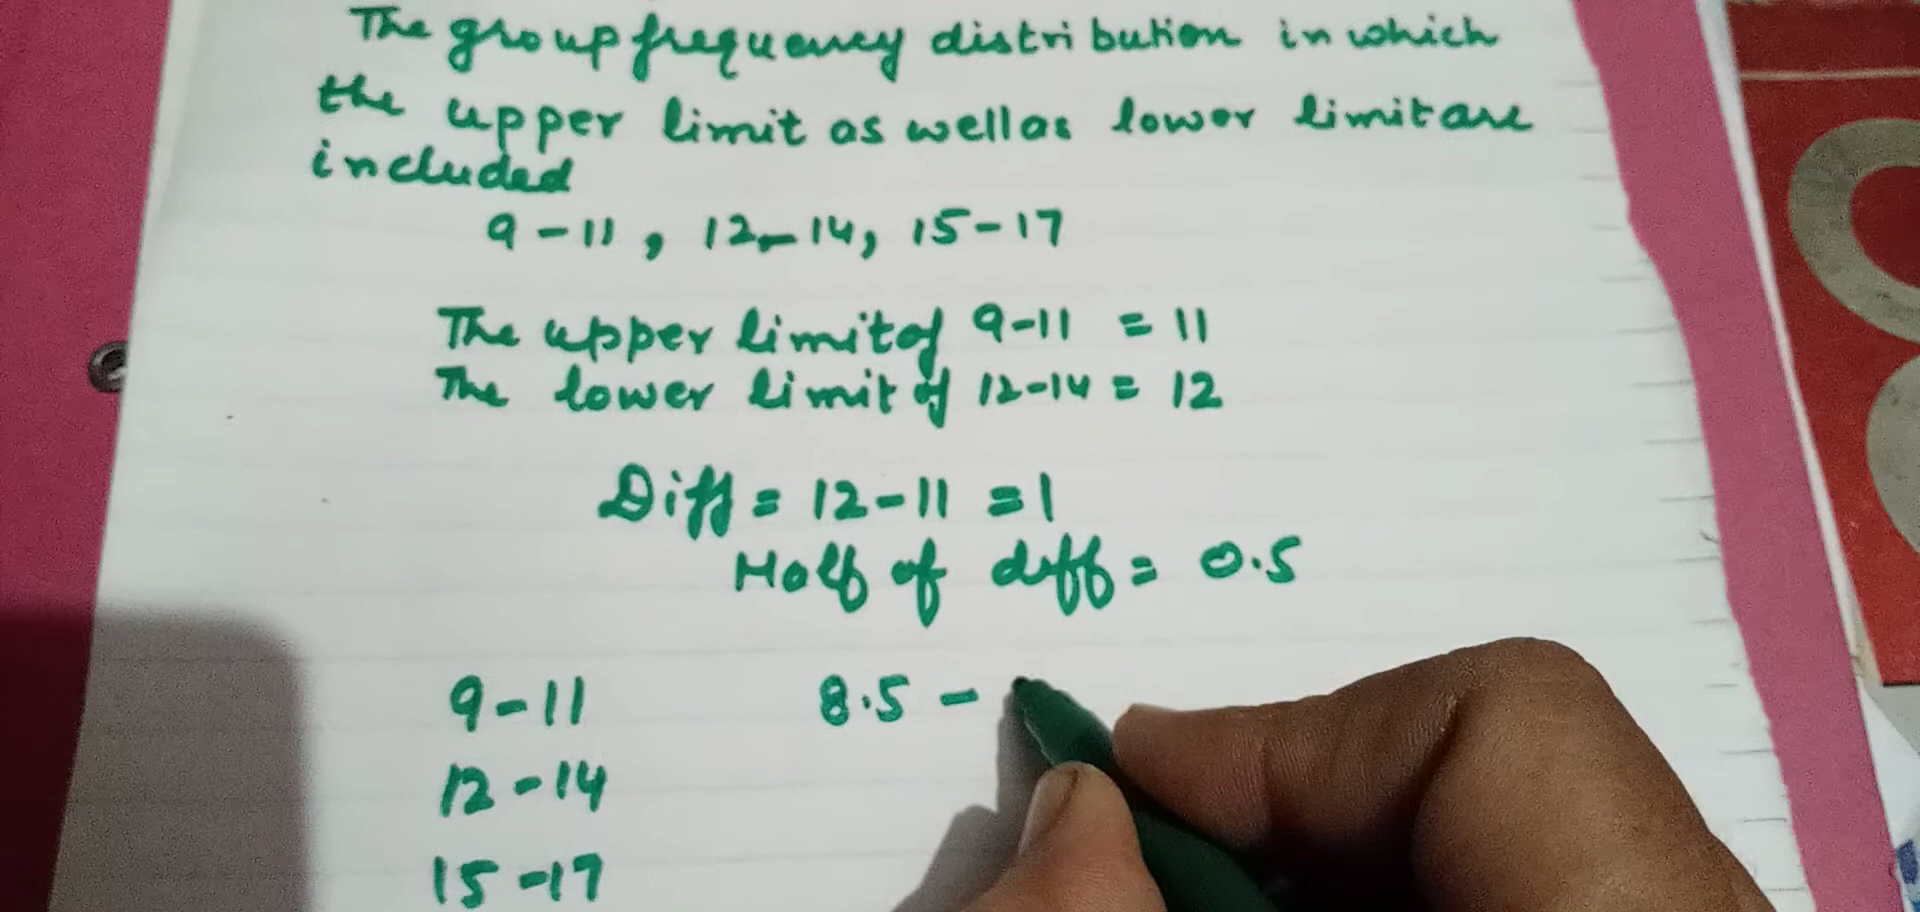 The group frequency distribution in which
the upper limit as well as lower limit are
included
9-11, 12-14, 15-17
The upper limit of 9-11 = 11
The lower limit of 12-14 = 12
Diff = 12-11 = 1
Half of diff = 0.5
9-11 8.5 -
12-14
15-17